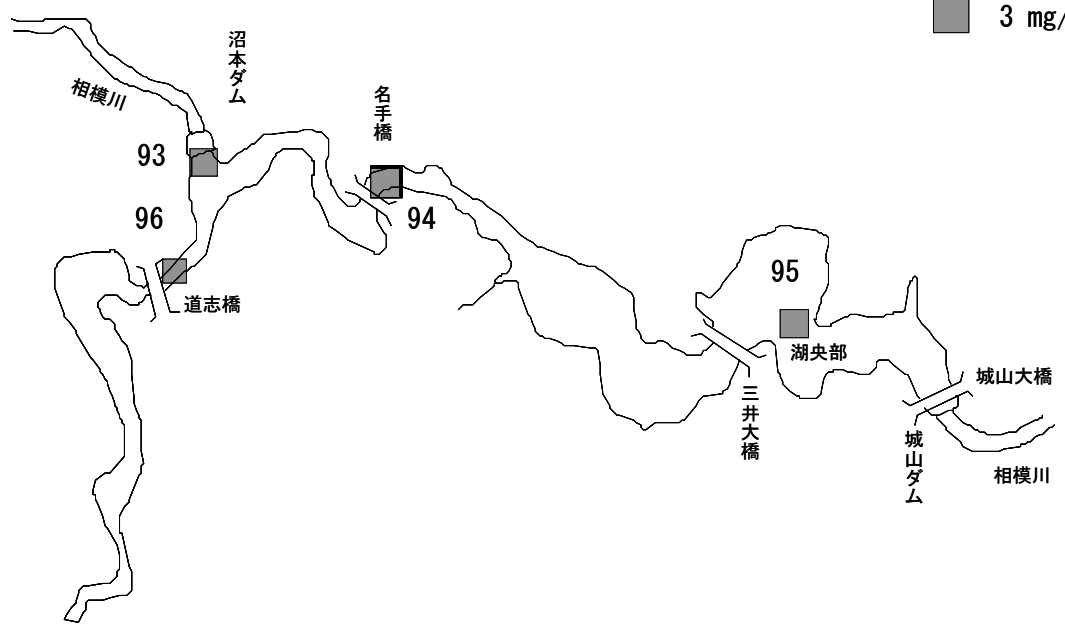 3 mg/
沼本ダム
相模川
名手橋
93
96
94
道志橋
95
湖央部
三井大橋
城山大橋
城山ダム
相模川